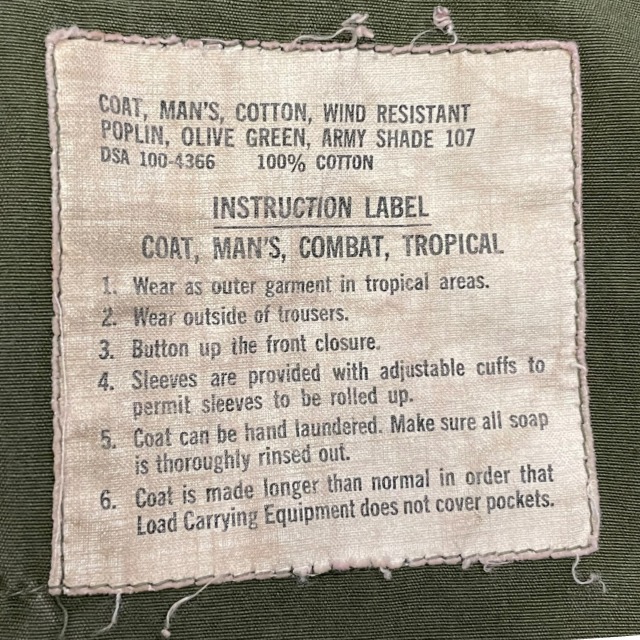 COAT, MAN'S, COTTON, WIND RESISTANT
POPLIN, OLIVE GREEN, ARMY SHADE 107
DSA 100-4366 100% COTTON
INSTRUCTION LABEL
COAT, MAN'S, COMBAT, TROPICAL
1. Wear as outer garment in tropical areas.
2. Wear outside of trousers.
3. Button up the front closure.
4. Sleeves are provided with adjustable cuffs to
permit sleeves to be rolled up.
5. Coat can be hand laundered. Make sure all soap
is thoroughly rinsed out.
6. Coat is made longer than normal in order that
Load Carrying Equipment does not cover pockets.